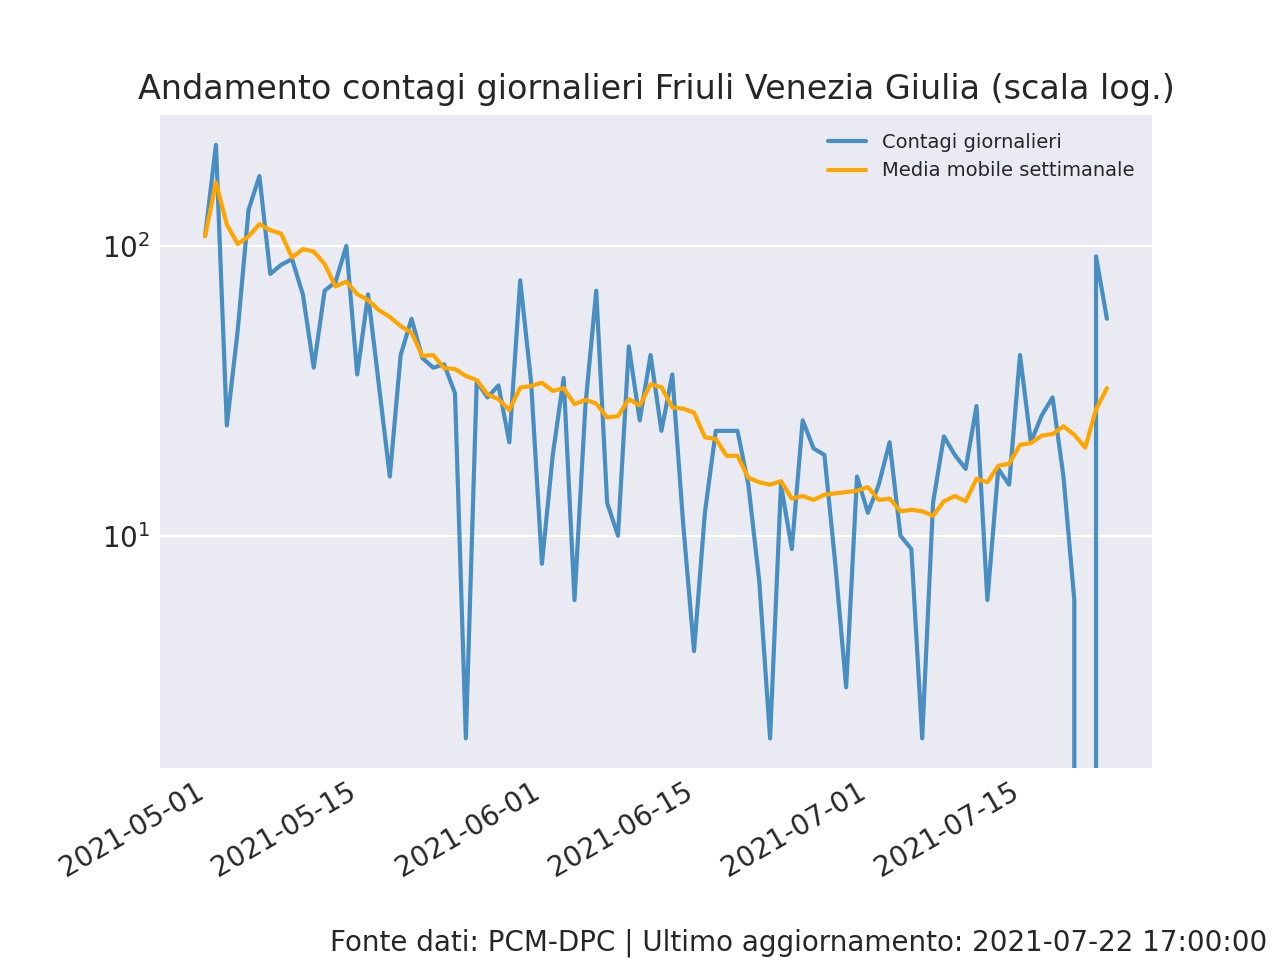 Andamento contagi giornalieri Friuli Venezia Giulia (scala log.)
Contagi giornalieri
Media mobile settimanale
10²
10¹
2021-05-01
2021-05-15
2021-06-01
2021-06-15
2021-07-01
2021-07-15
Fonte dati: PCM-DPC | Ultimo aggiornamento: 2021-07-22 17:00:00